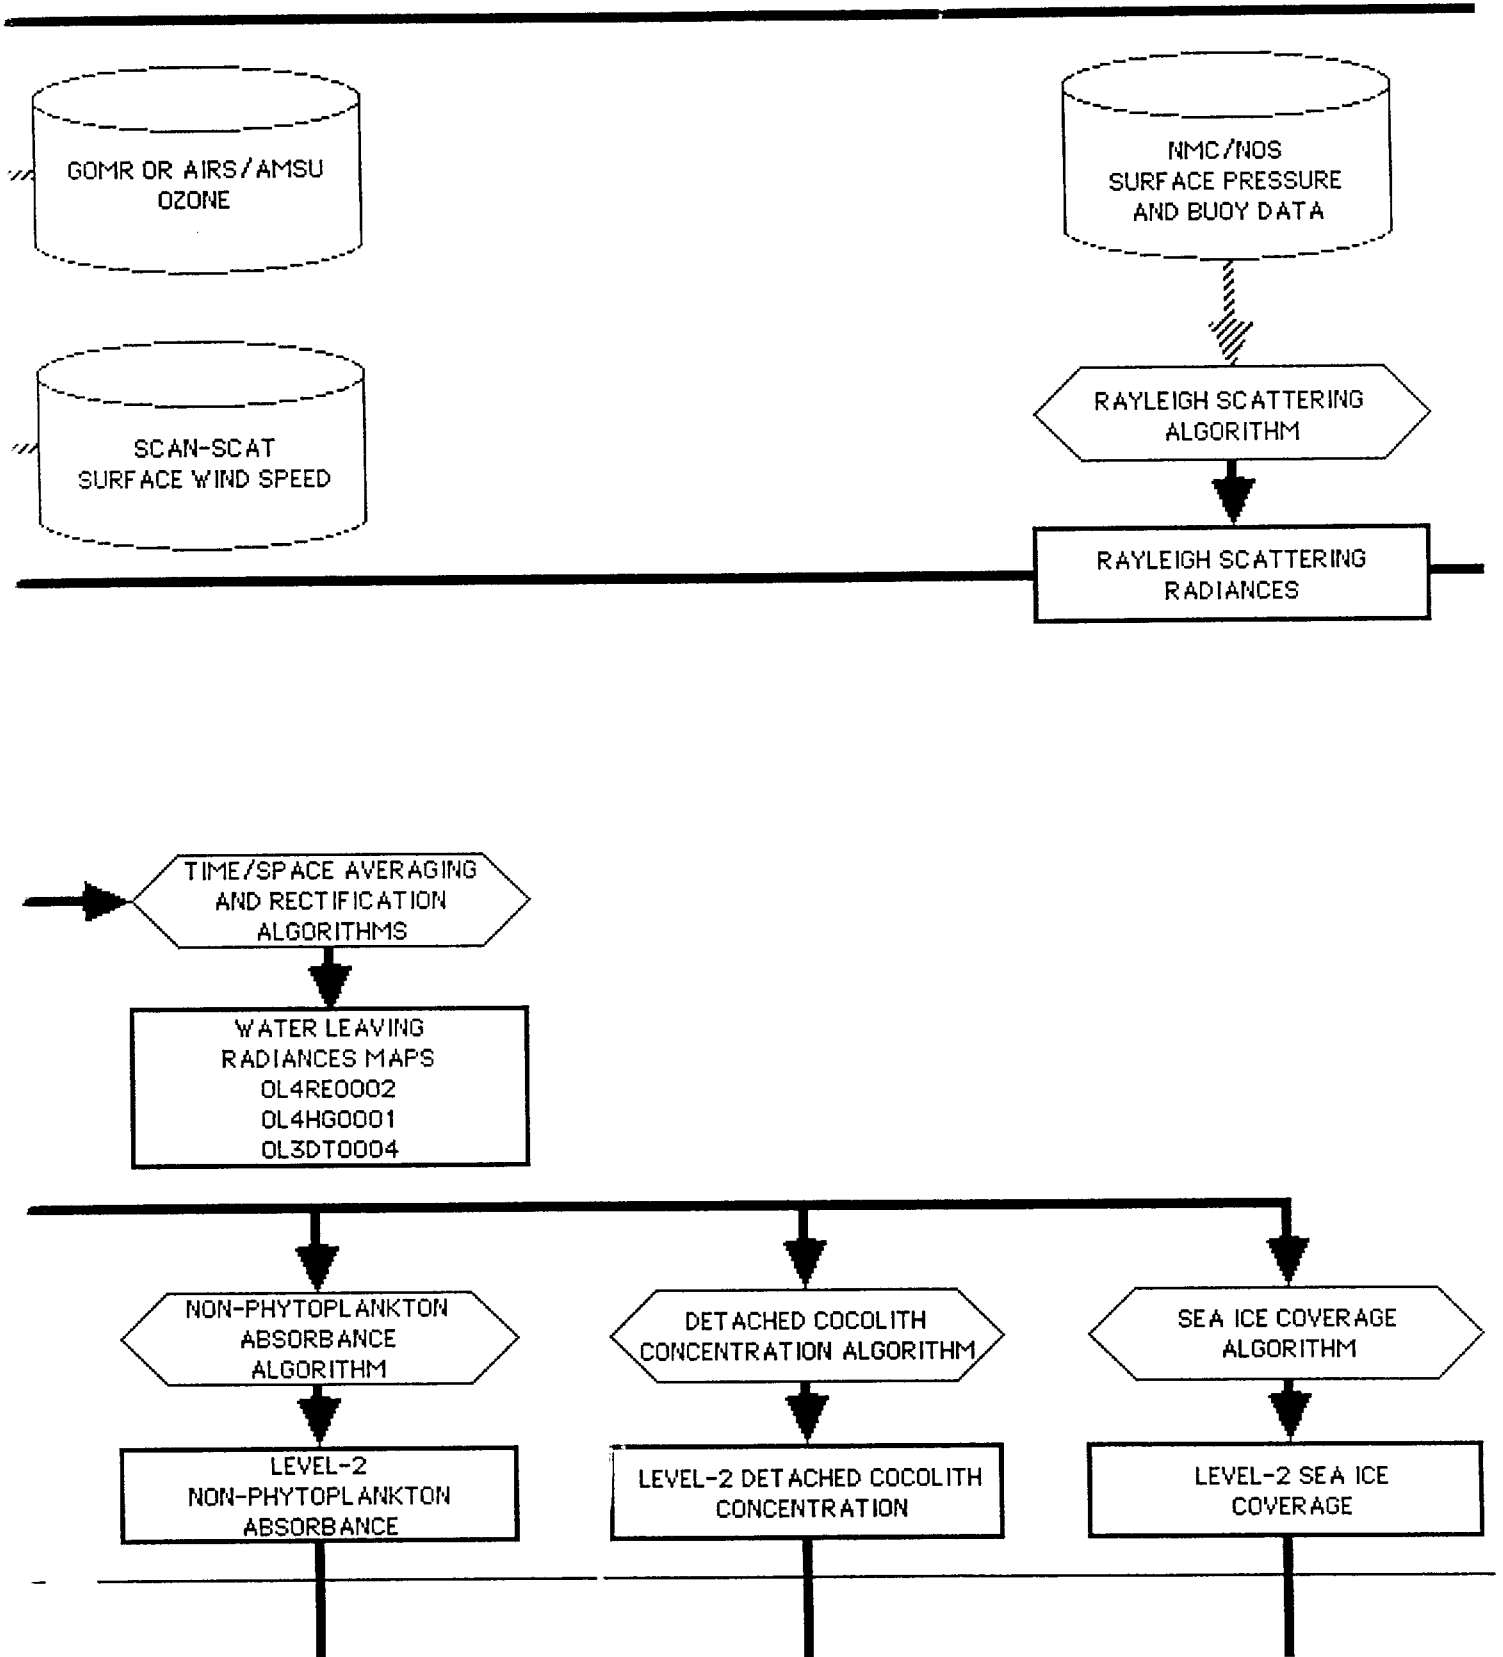 GOMR OR AIRS/AMSU
OZONE
NMC/NOS
SURFACE PRESSURE
AND BUOY DATA
SCAN-SCAT
SURFACE WIND SPEED
RAYLEIGH SCATTERING
ALGORITHM
RAYLEIGH SCATTERING
RADIANCES
TIME/SPACE AVERAGING
AND RECTIFICATION
ALGORITHMS
WATER LEAVING
RADIANCES MAPS
OL4RE0002
OL4HG0001
OL3DT0004
NON-PHYTOPLANKTON
ABSORBANCE
ALGORITHM
DETACHED COCOLITH
CONCENTRATION ALGORITHM
SEA ICE COVERAGE
ALGORITHM
LEVEL-2
NON-PHYTOPLANKTON
ABSORBANCE
LEVEL-2 DETACHED COCOLITH
CONCENTRATION
LEVEL-2 SEA ICE
COVERAGE